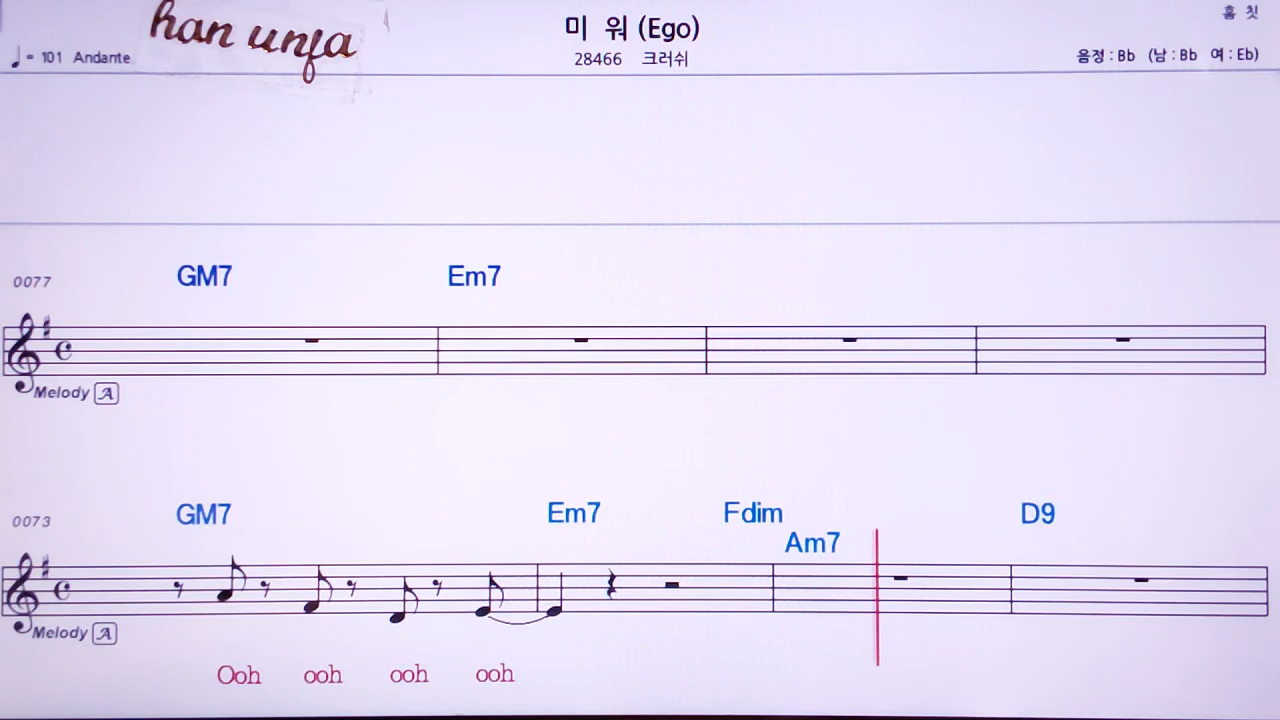 han unja
미 워 (Ego)
흠 칫
♩ = 101 Andante
28466 크러쉬
음정 : Bb (남 : Bb 여 : Eb)
0077
GM7 Em7
Melody A
0073
GM7 Em7 Fdim D9
Am7
Melody A
Ooh ooh ooh ooh